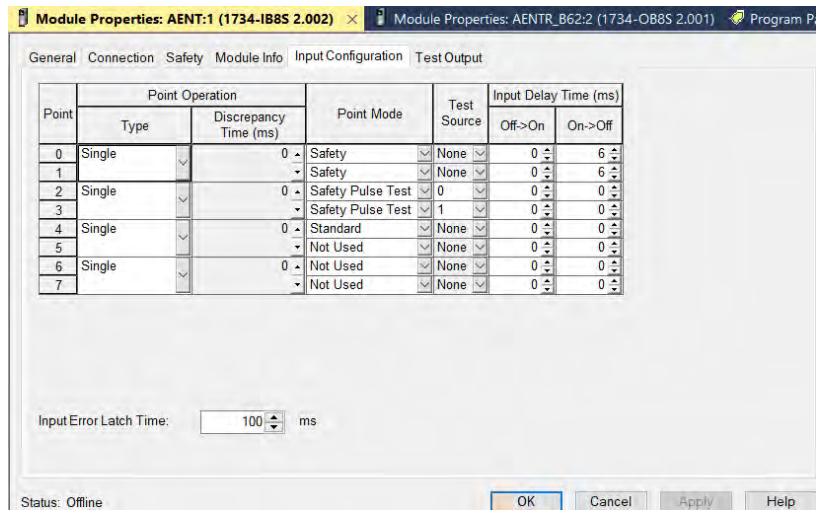 Module Properties: AENT:1 (1734-IB8S 2.002) × Module Properties: AENTR_B62:2 (1734-OB8S 2.001) Program
General Connection Safety Module Info Input Configuration Test Output
Point Point Operation Point Mode Test Source Input Delay Time (ms)
Type Discrepancy Time (ms) Off->On On->Off
0 Single 0 Safety None 0 6
1 Safety None 0 6
2 Single 0 Safety Pulse Test 0 0 0
3 Safety Pulse Test 1 0 0
4 Single 0 Standard None 0 0
5 Not Used None 0 0
6 Single 0 Not Used None 0 0
7 Not Used None 0 0
Input Error Latch Time: 100 ms
Status: Offline OK Cancel Apply Help